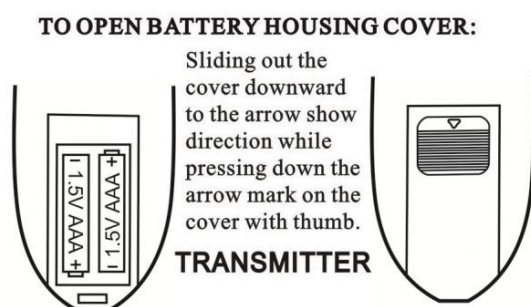 TO OPEN BATTERY HOUSING COVER:
Sliding out the
cover downward
to the arrow show
direction while
pressing down the
arrow mark on the
cover with thumb.
TRANSMITTER
− 1.5V AAA +
− 1.5V AAA +